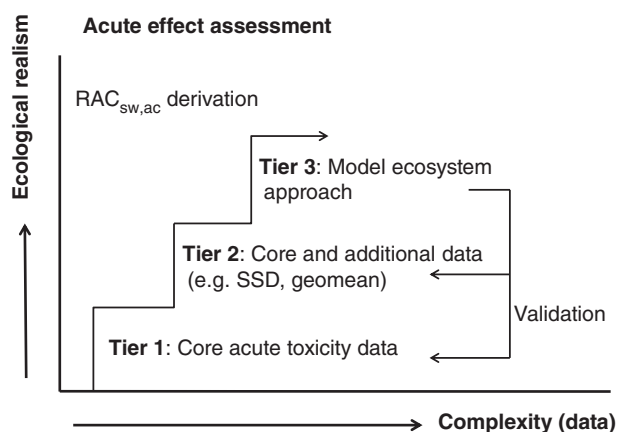 Acute effect assessment
Ecological realism
RACsw,ac derivation
Tier 3: Model ecosystem
approach
Tier 2: Core and additional data
(e.g. SSD, geomean)
Validation
Tier 1: Core acute toxicity data
Complexity (data)